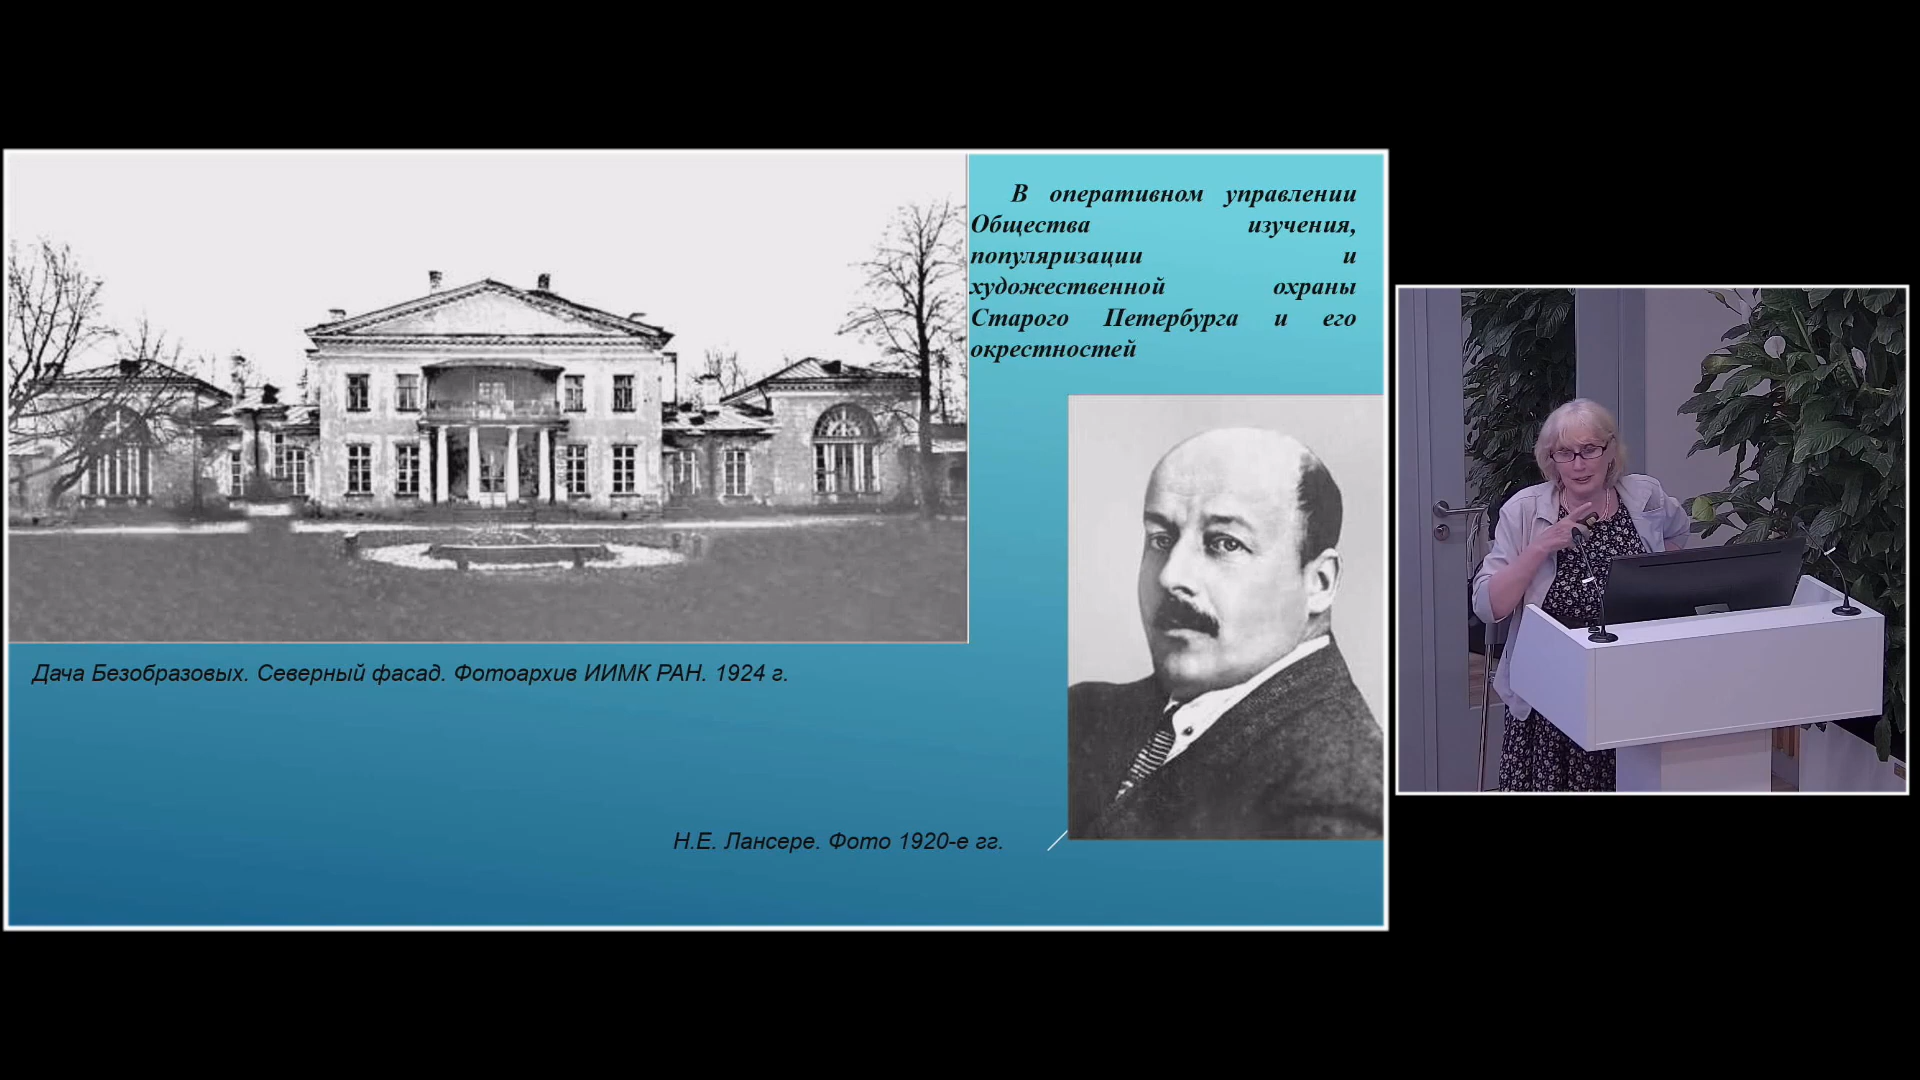 В оперативном управлении
Общества изучения,
популяризации и
художественной охраны
Старого Петербурга и его
окрестностей
Дача Безобразовых. Северный фасад. Фотоархив ИИМК РАН. 1924 г.
Н.Е. Лансере. Фото 1920-е гг.